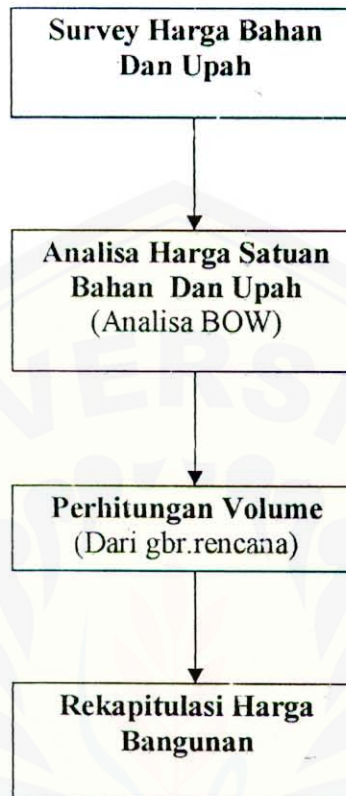 Survey Harga Bahan
Dan Upah
Analisa Harga Satuan
Bahan Dan Upah
(Analisa BOW)
Perhitungan Volume
(Dari gbr.rencana)
Rekapitulasi Harga
Bangunan